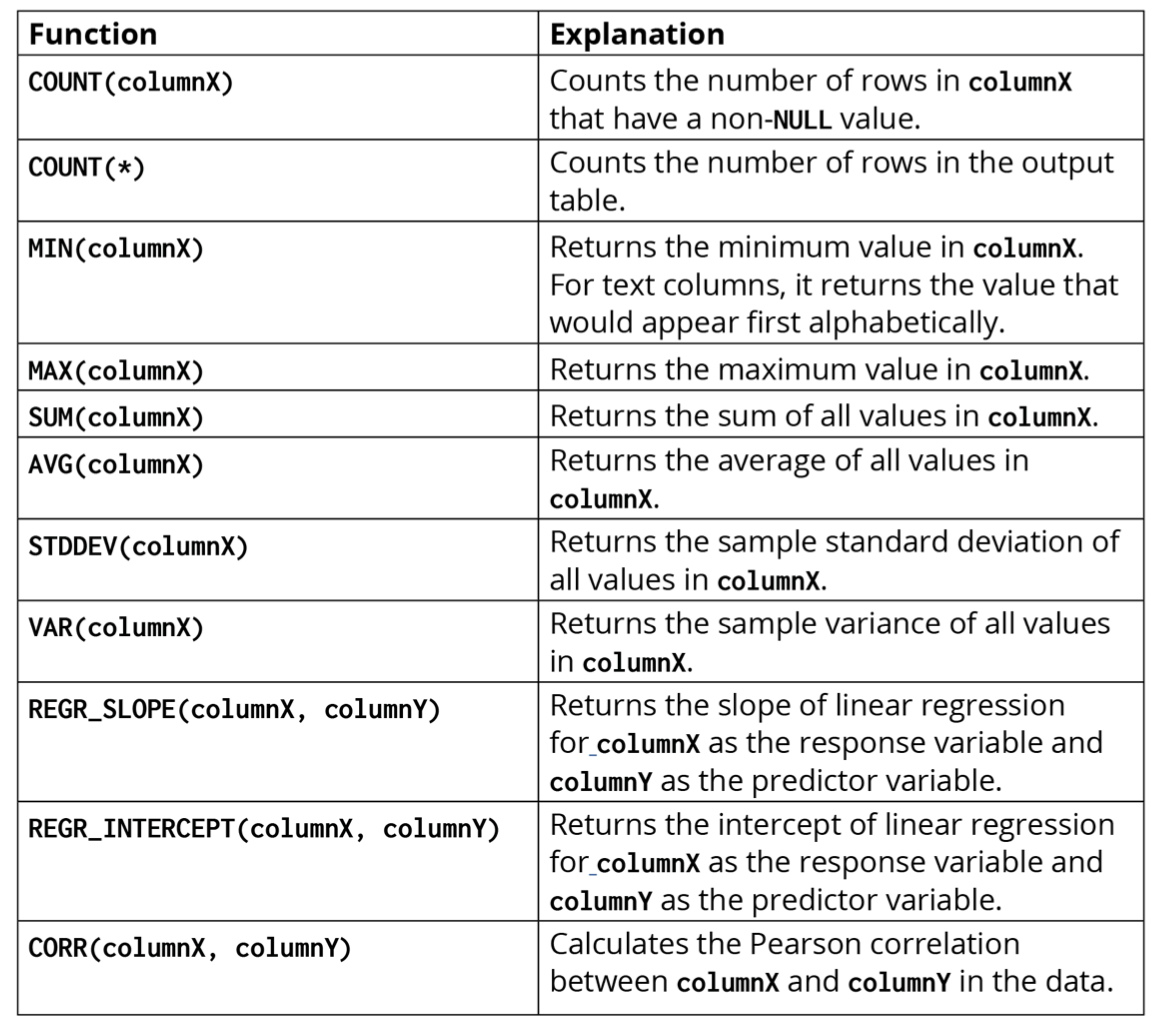 Function
Explanation
COUNT(columnX)
Counts the number of rows in columnX
that have a non-NULL value.
COUNT(*)
Counts the number of rows in the output
table.
MIN(columnX)
Returns the minimum value in columnX.
For text columns, it returns the value that
would appear first alphabetically.
MAX(columnX)
Returns the maximum value in columnX.
SUM(columnX)
Returns the sum of all values in columnX.
AVG(columnX)
Returns the average of all values in
columnX.
STDDEV(columnX)
Returns the sample standard deviation of
all values in columnX.
VAR(columnX)
Returns the sample variance of all values
in columnX.
REGR_SLOPE(columnX, columnY)
Returns the slope of linear regression
for columnX as the response variable and
columnY as the predictor variable.
REGR_INTERCEPT(columnX, columnY)
Returns the intercept of linear regression
for columnX as the response variable and
columnY as the predictor variable.
CORR(columnX, columnY)
Calculates the Pearson correlation
between columnX and columnY in the data.